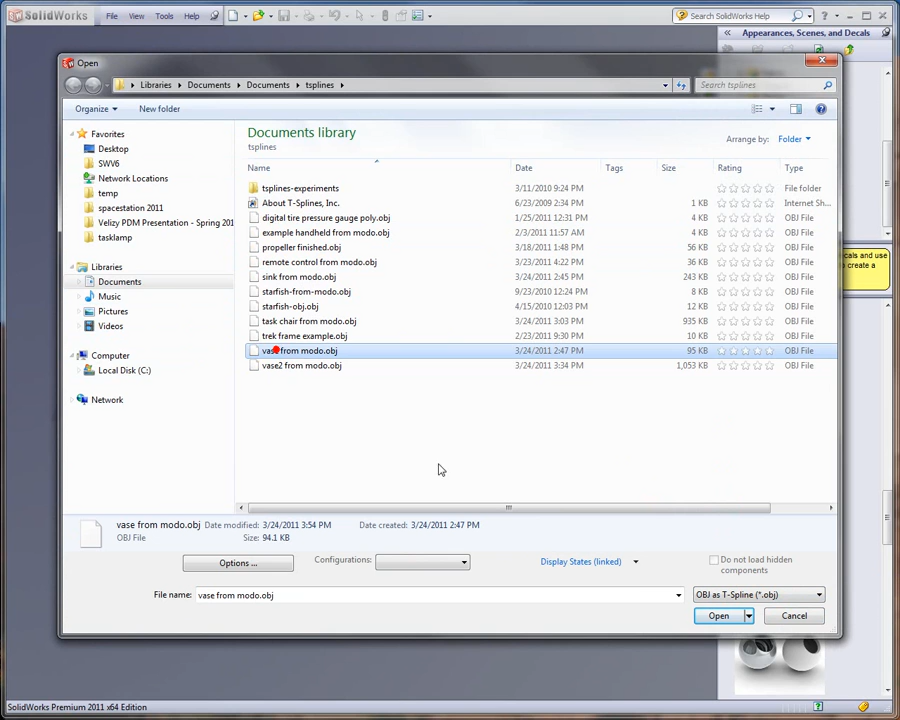 SolidWorks
File View Tools Help
Search SolidWorks Help
Appearances, Scenes, and Decals
Open
Libraries Documents Documents tsplines
Search tsplines
Organize New folder
Favorites
Desktop
SWV6
Network Locations
temp
spacestation 2011
Velizy PDM Presentation - Spring 201
tasklamp
Libraries
Documents
Music
Pictures
Videos
Computer
Local Disk (C:)
Network
Documents library
tsplines
Arrange by: Folder
Name Date Tags Size Rating Type
tsplines-experiments 3/11/2010 9:24 PM File folder
About T-Splines, Inc. 6/23/2009 2:34 PM 1 KB Internet Sh...
digital tire pressure gauge poly.obj 1/25/2011 12:31 PM 4 KB OBJ File
example handheld from modo.obj 2/3/2011 11:57 AM 4 KB OBJ File
propeller finished.obj 3/18/2011 1:48 PM 56 KB OBJ File
remote control from modo.obj 3/23/2011 4:22 PM 36 KB OBJ File
sink from modo.obj 3/24/2011 2:45 PM 243 KB OBJ File
starfish-from-modo.obj 9/23/2010 12:24 PM 8 KB OBJ File
starfish-obj.obj 4/15/2010 12:03 PM 12 KB OBJ File
task chair from modo.obj 3/24/2011 3:03 PM 935 KB OBJ File
trek frame example.obj 2/23/2011 9:30 PM 10 KB OBJ File
vase from modo.obj 3/24/2011 2:47 PM 95 KB OBJ File
vase2 from modo.obj 3/24/2011 3:34 PM 1,053 KB OBJ File
ecals and use
to create a
vase from modo.obj Date modified: 3/24/2011 3:54 PM Date created: 3/24/2011 2:47 PM
OBJ File Size: 94.1 KB
Options ... Configurations: Display States (linked) Do not load hidden
components
File name: vase from modo.obj OBJ as T-Spline (*.obj)
Open Cancel
SolidWorks Premium 2011 x64 Edition